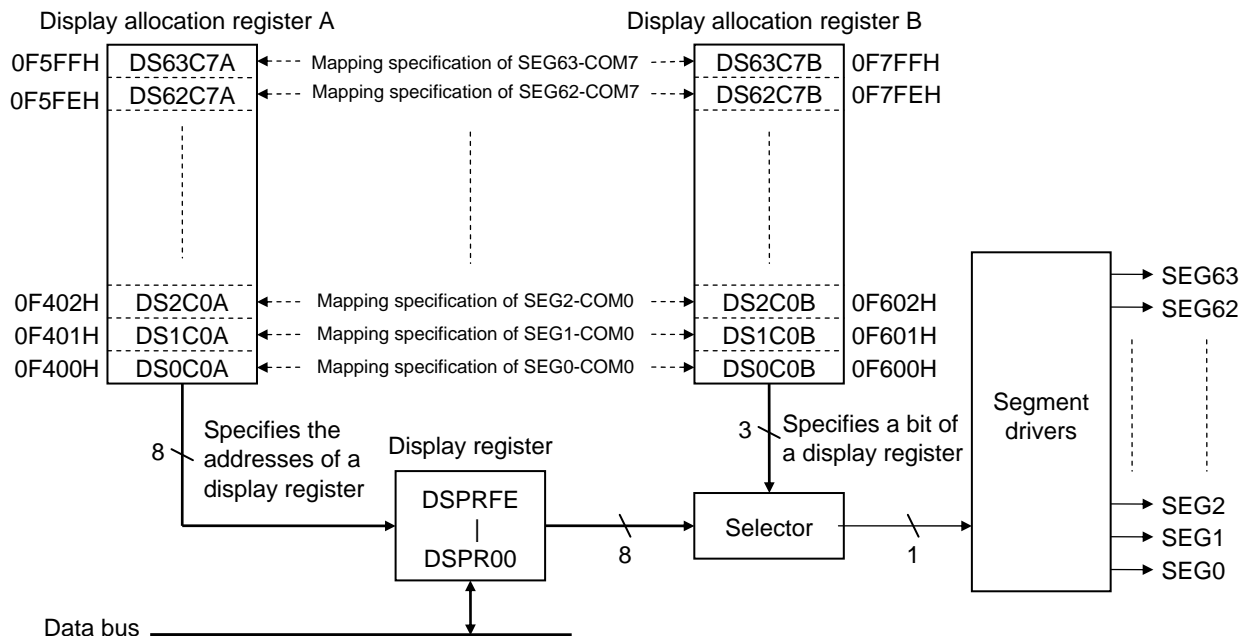 Display allocation register A
Display allocation register B
0F5FFH DS63C7A Mapping specification of SEG63-COM7 DS63C7B 0F7FFH
0F5FEH DS62C7A Mapping specification of SEG62-COM7 DS62C7B 0F7FEH
SEG63
0F402H DS2C0A Mapping specification of SEG2-COM0 DS2C0B 0F602H
SEG62
0F401H DS1C0A Mapping specification of SEG1-COM0 DS1C0B 0F601H
0F400H DS0C0A Mapping specification of SEG0-COM0 DS0C0B 0F600H
8
Specifies the
addresses of a
display register
Display register
3
Specifies a bit of
a display register
Segment
drivers
DSPRFE
DSPR00
8
Selector
1
SEG2
SEG1
SEG0
Data bus